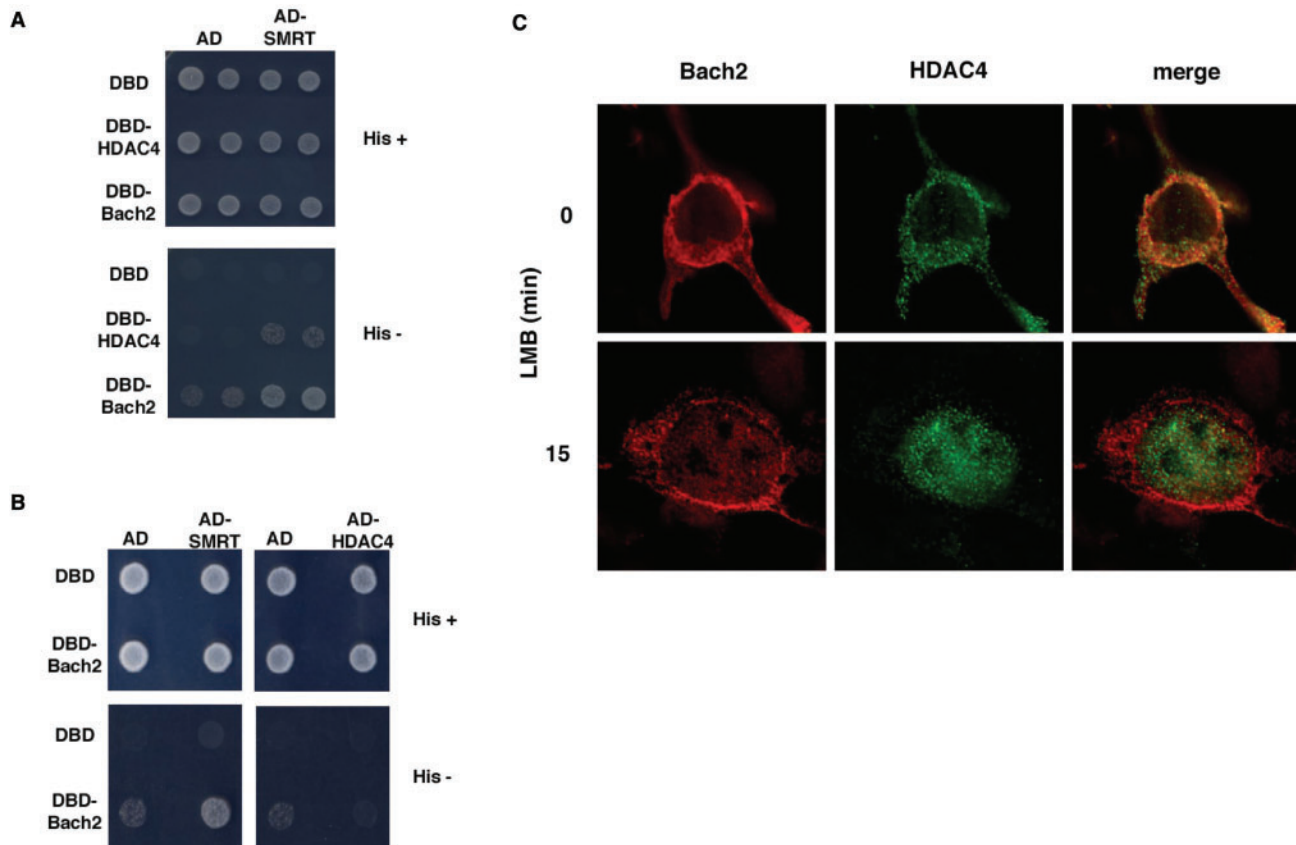 A
AD
AD-
SMRT
DBD
DBD-
HDAC4
DBD-
Bach2
His +
DBD
DBD-
HDAC4
DBD-
Bach2
His -
B
AD
AD-
SMRT
AD
AD-
HDAC4
DBD
DBD-
Bach2
His +
DBD
DBD-
Bach2
His -
C
Bach2
HDAC4
merge
LMB (min)
0
15